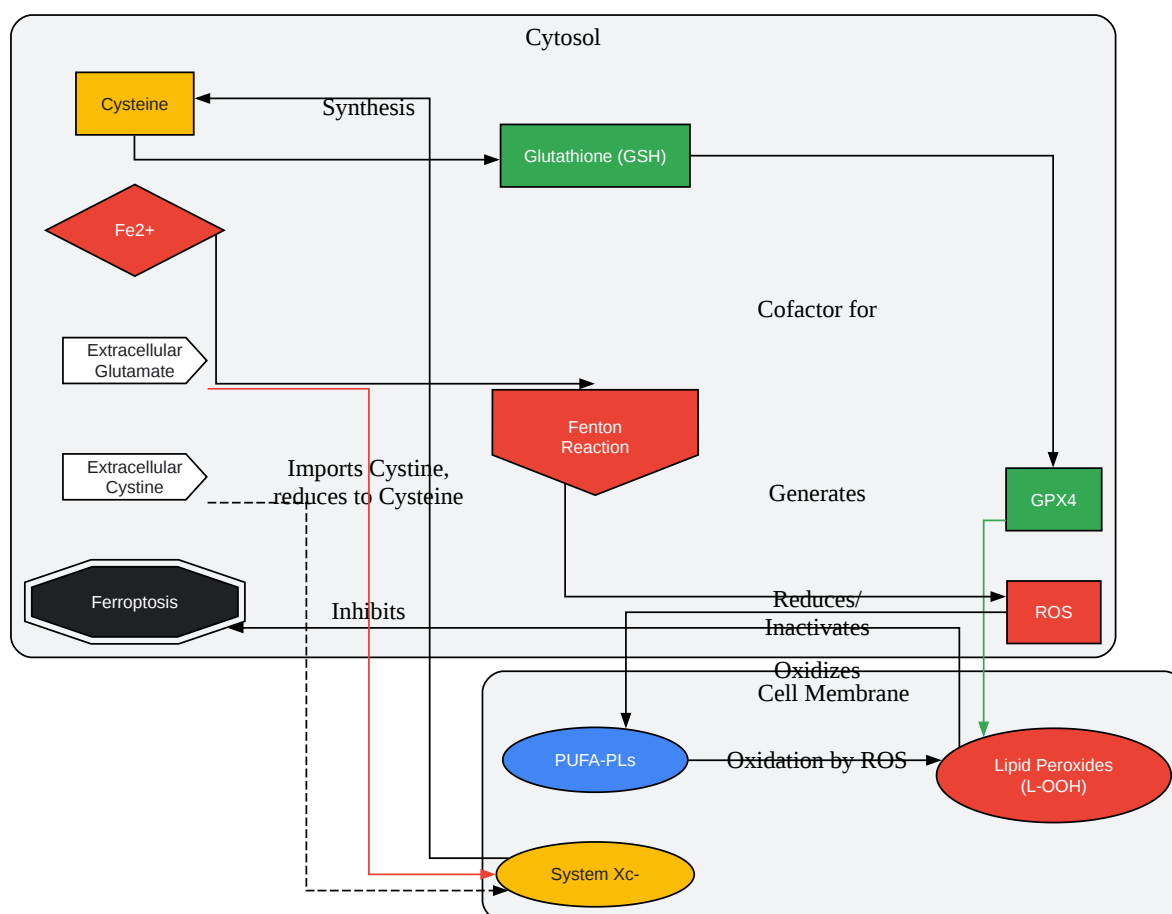 Cytosol
Cysteine
Synthesis
Glutathione (GSH)
Fe2+
Cofactor for
Extracellular
Glutamate
Fenton
Reaction
Extracellular
Cystine
Imports Cystine,
reduces to Cysteine
Generates
GPX4
Ferroptosis
Inhibits
Reduces/
Inactivates
ROS
Oxidizes
Cell Membrane
PUFA-PLs
Oxidation by ROS
Lipid Peroxides
(L-OOH)
System Xc-